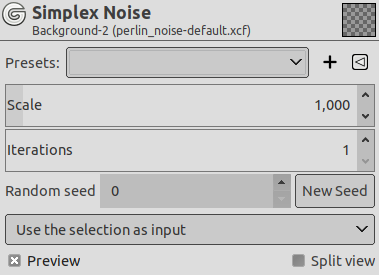 Simplex Noise
Background-2 (perlin_noise-default.xcf)
Presets:
Scale 1,000
Iterations 1
Random seed 0 New Seed
Use the selection as input
Preview Split view